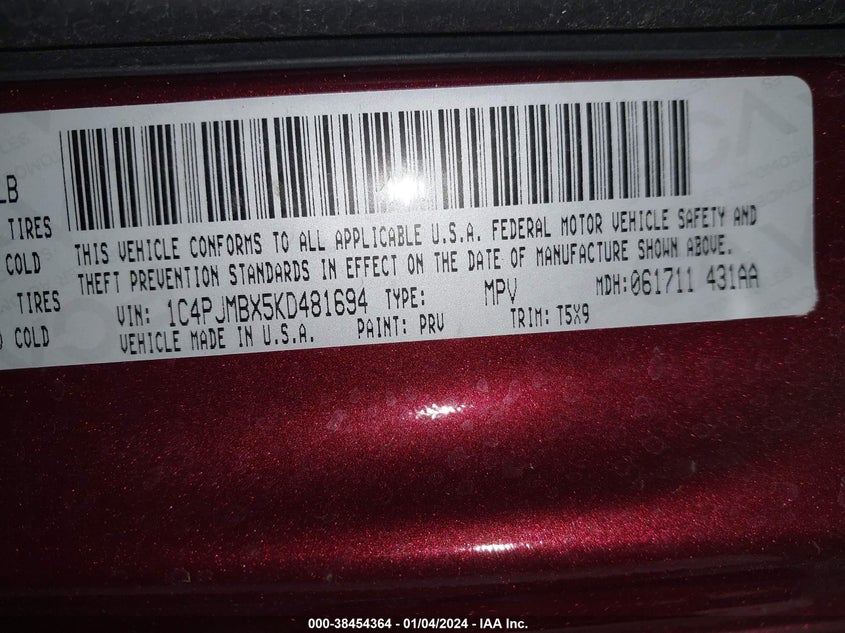 LB
TIRES
COLD
TIRES
COLD
THIS VEHICLE CONFORMS TO ALL APPLICABLE U.S.A. FEDERAL MOTOR VEHICLE SAFETY AND
THEFT PREVENTION STANDARDS IN EFFECT ON THE DATE OF MANUFACTURE SHOWN ABOVE.
VIN: 1C4PJMBX5KD481694 TYPE: MPV MDH:061711 431AA
VEHICLE MADE IN U.S.A. PAINT: PRV TRIM: T5X9
000-38454364 - 01/04/2024 - IAA Inc.